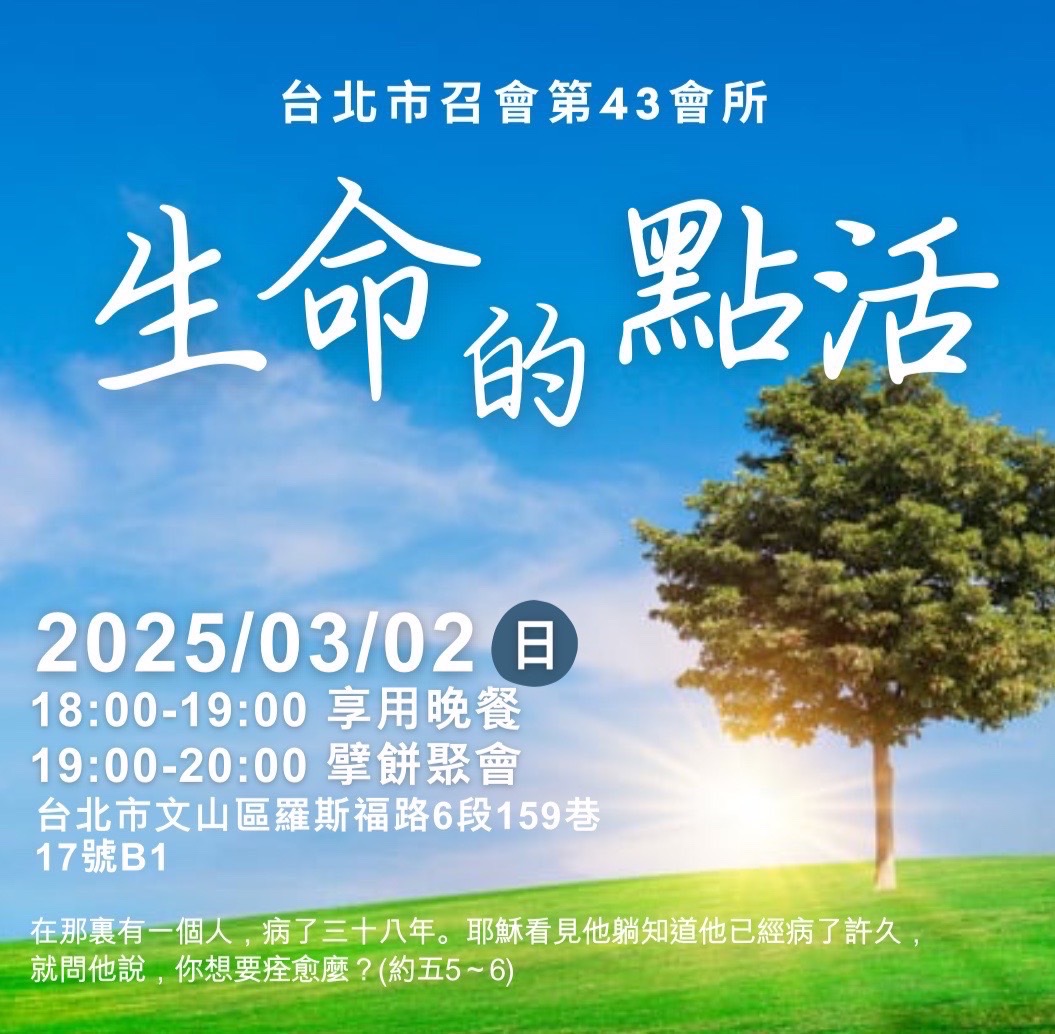 台北市召會第43會所
生命的點活
2025/03/02 日
18:00-19:00 享用晚餐
19:00-20:00 擘餅聚會
台北市文山區羅斯福路6段159巷
17號B1
在那裏有一個人，病了三十八年。耶穌看見他躺知道他已經病了許久，
就問他說，你想要痊愈麼？(約五5～6)